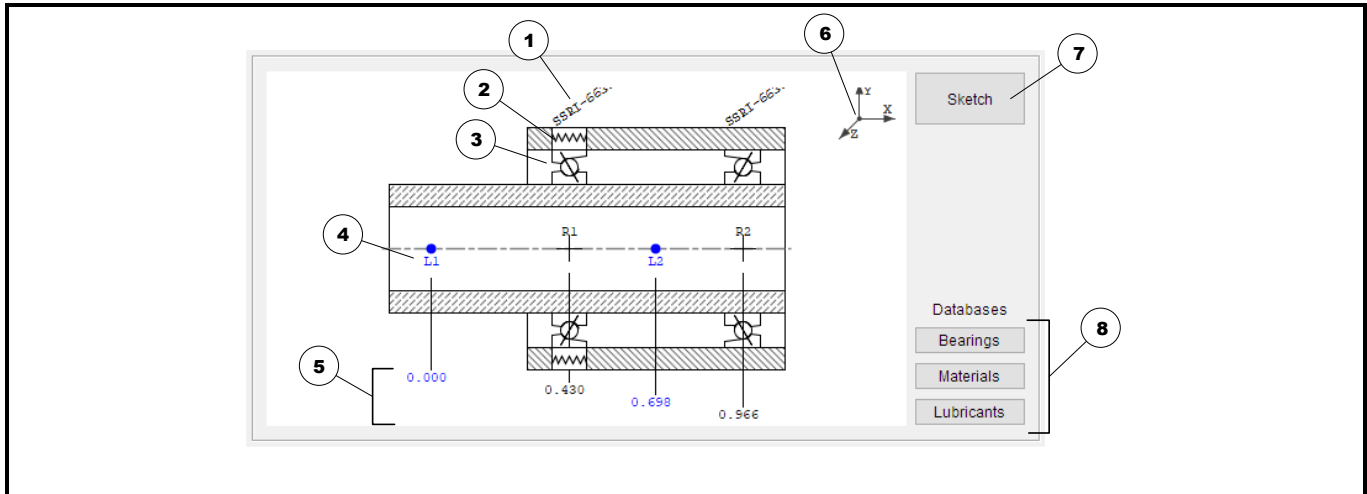 1
6
7
2
SSRI-663
SSRI-663
Y
X
Z
Sketch
3
4
R1
R2
L1
L2
Databases
8
Bearings
5
0.000
0.430
0.698
0.966
Materials
Lubricants